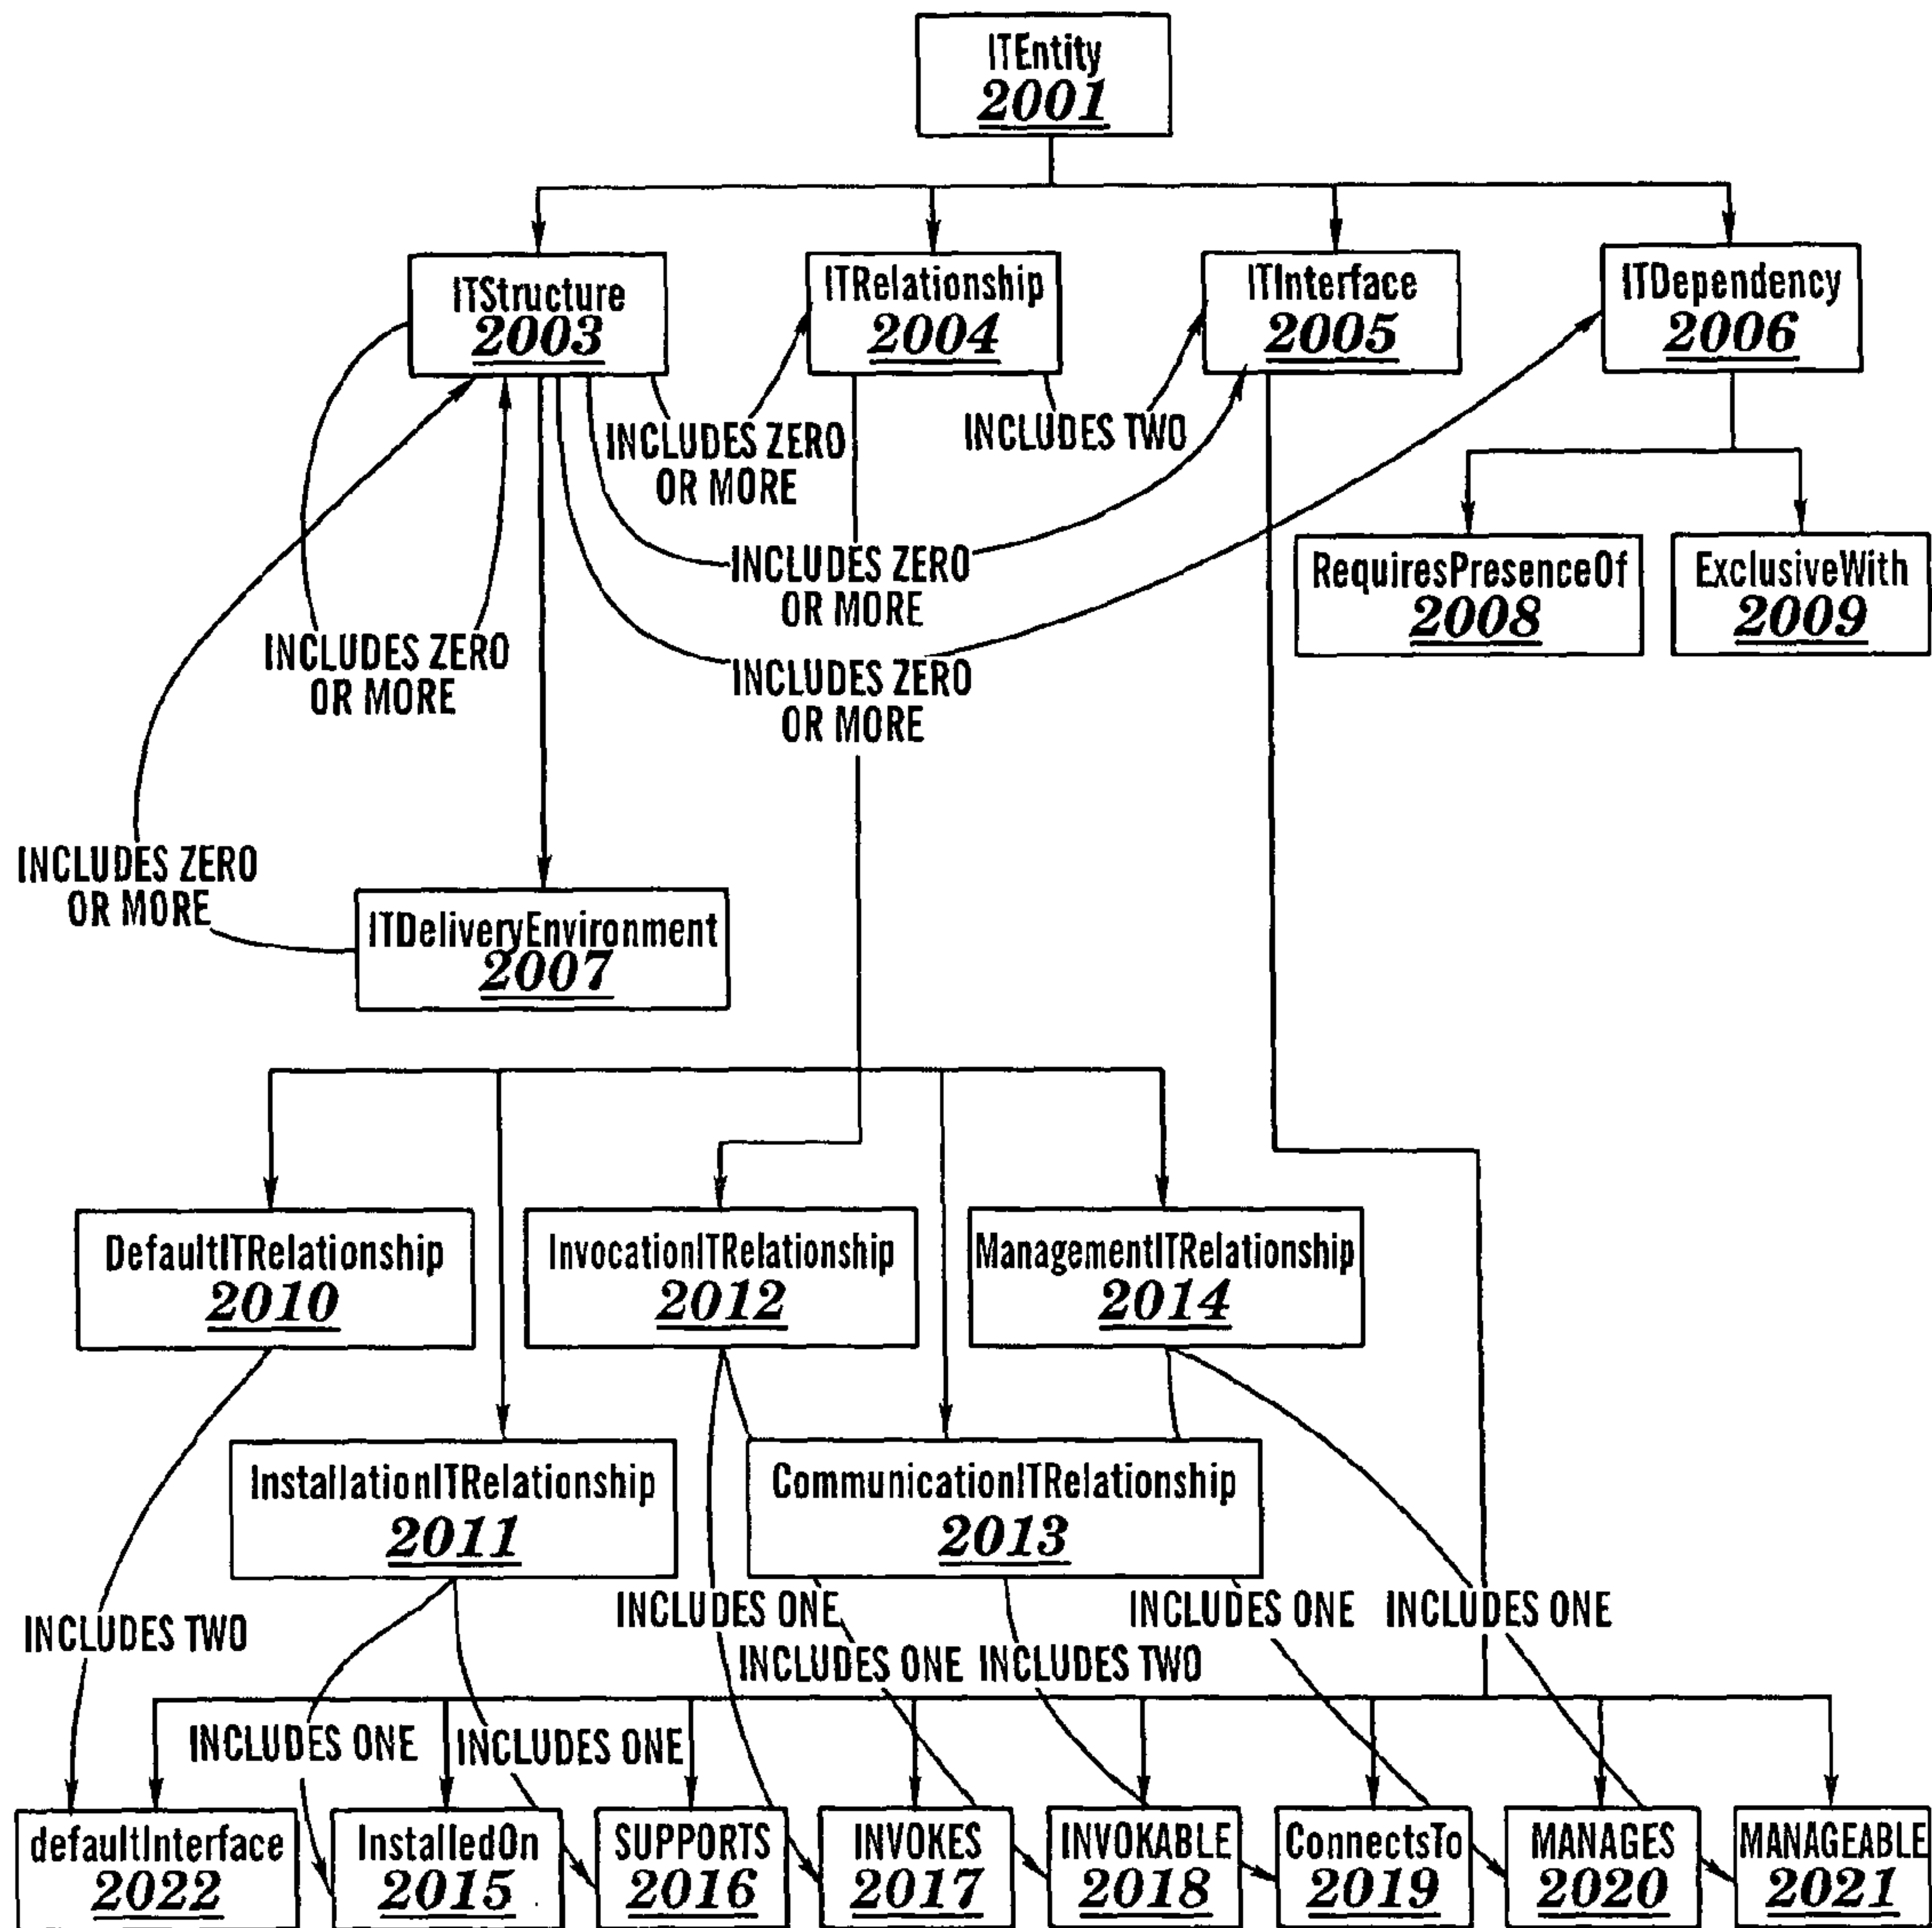 ITEntity
2001
ITStructure
2003
ITRelationship
2004
ITInterface
2005
ITDependency
2006
INCLUDES ZERO
OR MORE
INCLUDES TWO
INCLUDES ZERO
OR MORE
RequiresPresenceOf
2008
ExclusiveWith
2009
INCLUDES ZERO
OR MORE
INCLUDES ZERO
OR MORE
INCLUDES ZERO
OR MORE
ITDeliveryEnvironment
2007
DefaultITRelationship
2010
InvocationITRelationship
2012
ManagementITRelationship
2014
InstallationITRelationship
2011
CommunicationITRelationship
2013
INCLUDES TWO
INCLUDES ONE
INCLUDES ONE
INCLUDES TWO
INCLUDES ONE
INCLUDES ONE
INCLUDES ONE
INCLUDES ONE
defaultInterface
2022
InstalledOn
2015
SUPPORTS
2016
INVOKES
2017
INVOKABLE
2018
ConnectsTo
2019
MANAGES
2020
MANAGEABLE
2021